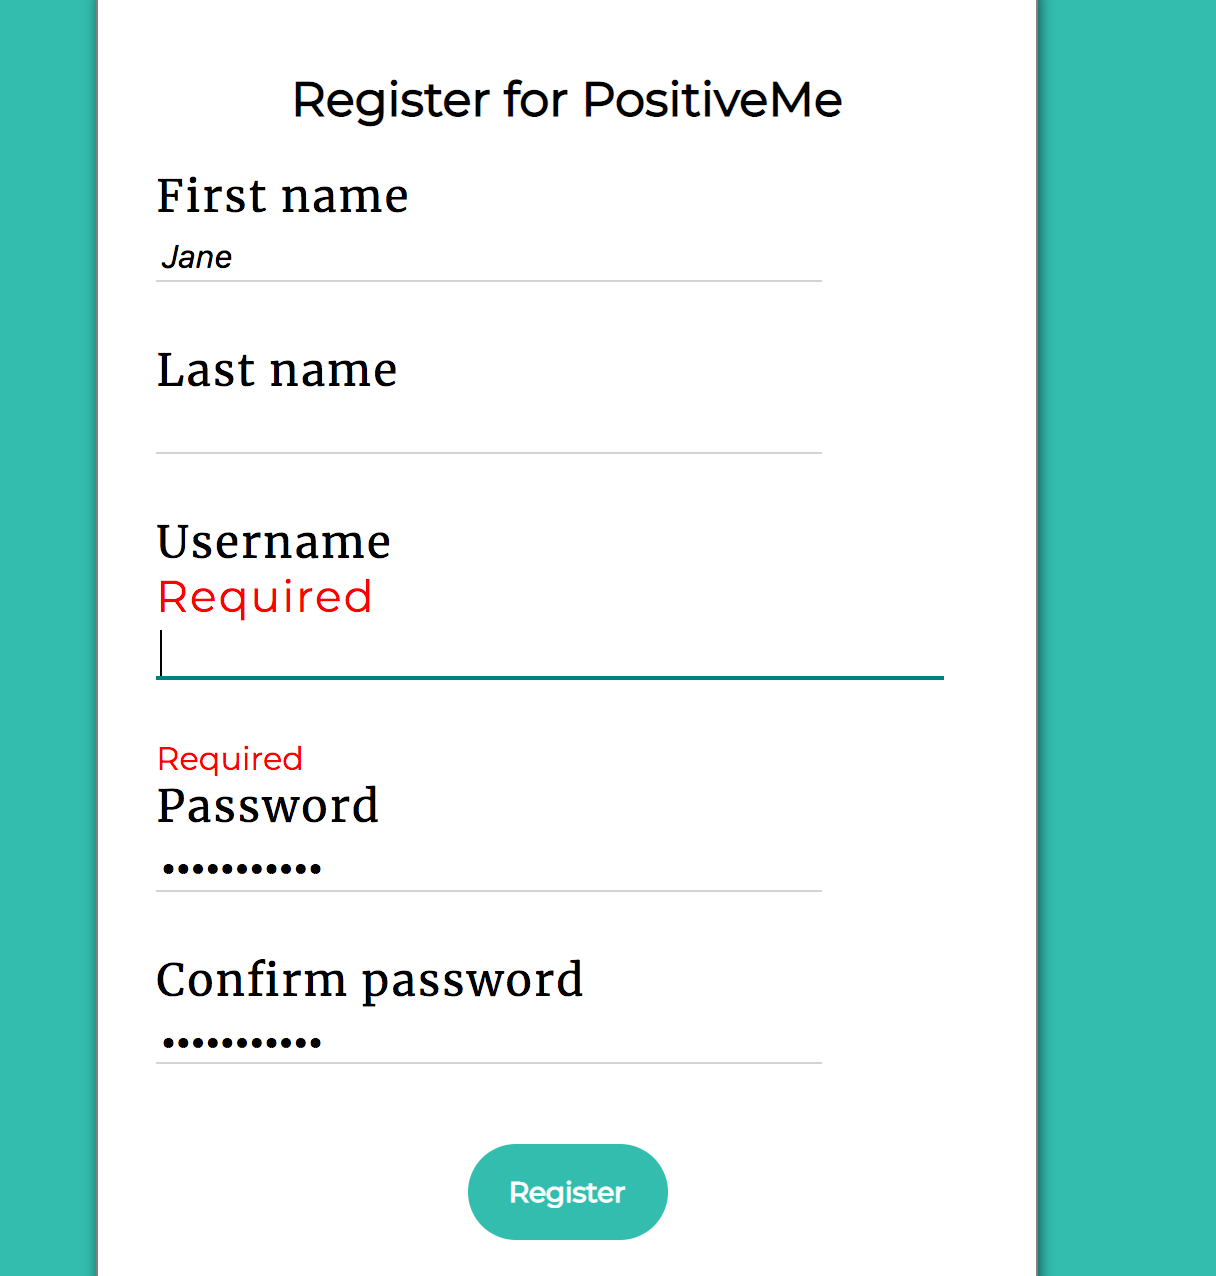 Register for PositiveMe
First name
Jane
Last name
Username
Required
Required
Password
•••••••••••
Confirm password
•••••••••••
Register